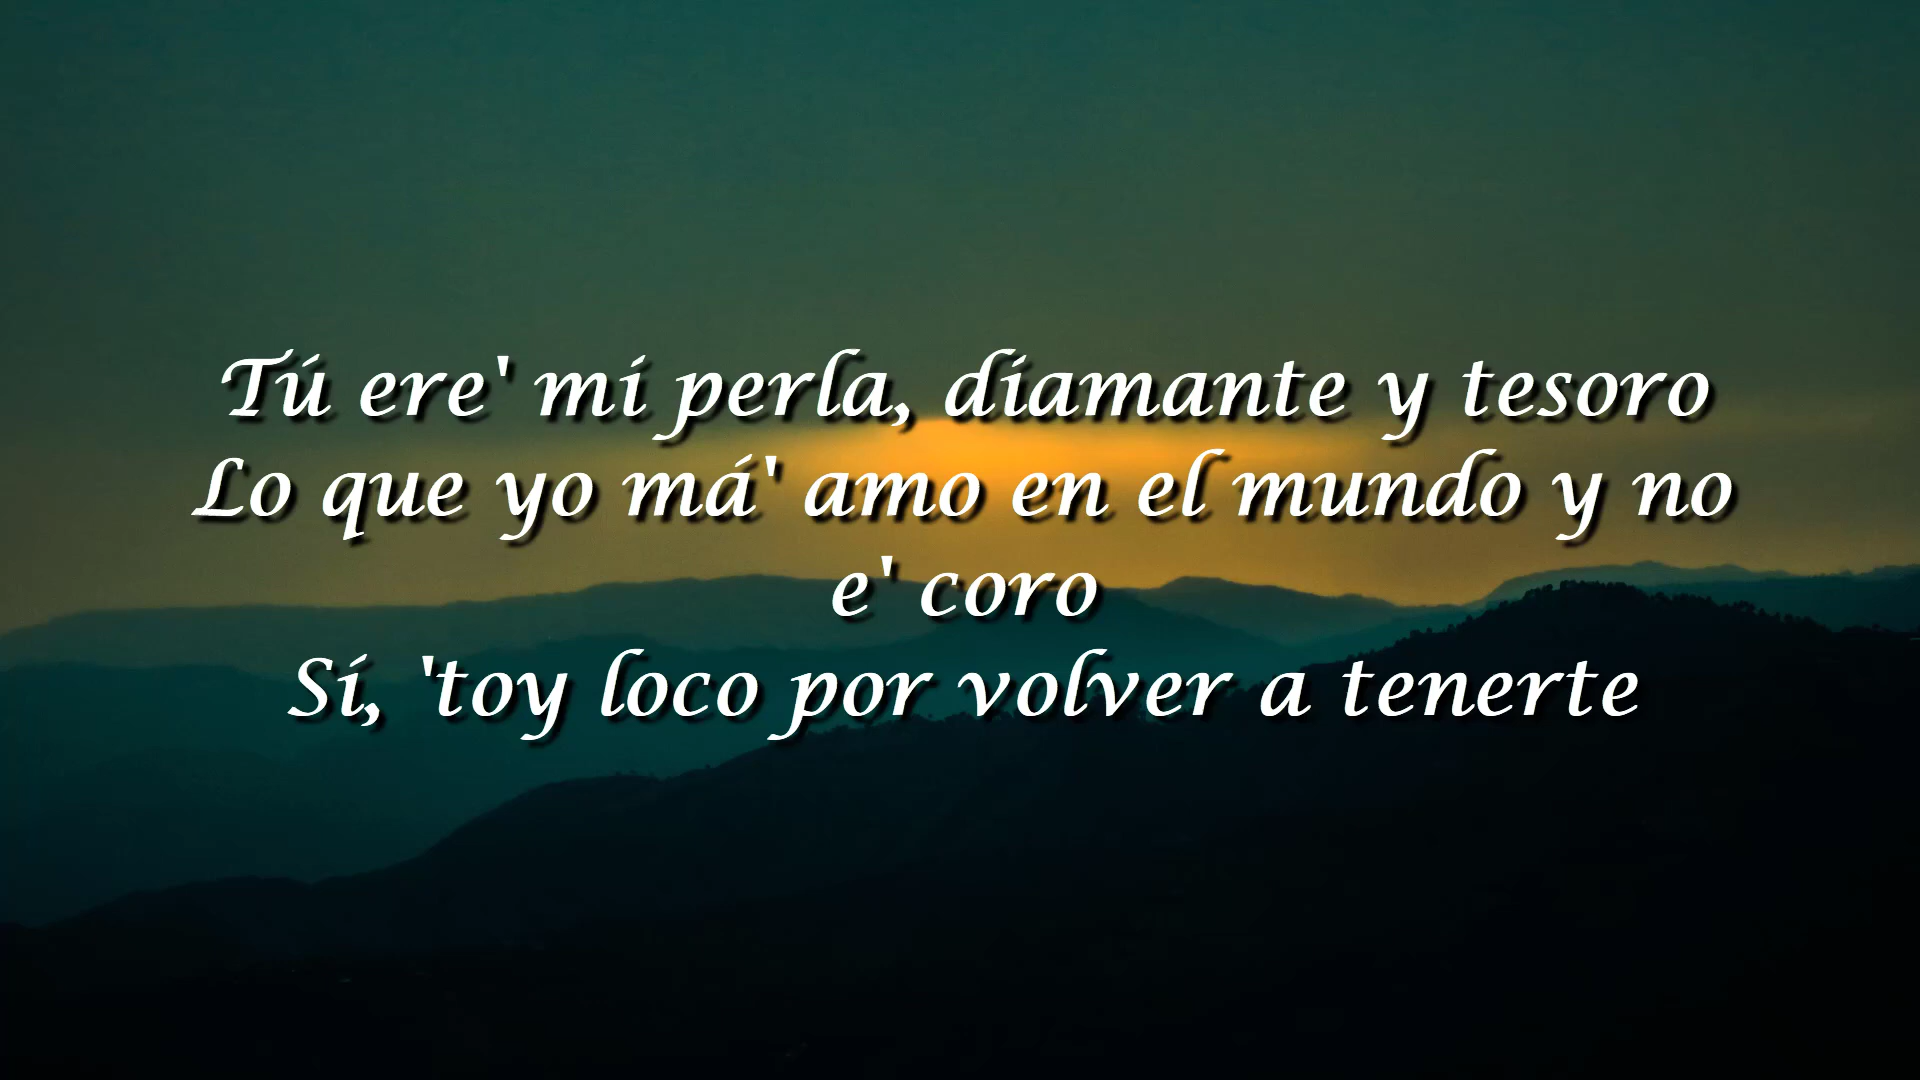 Tú ere' mi perla, diamante y tesoro
Lo que yo má' amo en el mundo y no
e' coro
Sí, 'toy loco por volver a tenerte